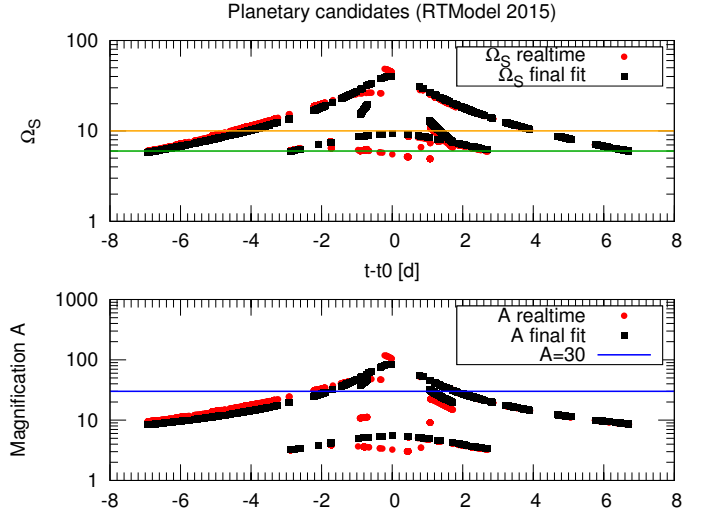 Planetary candidates (RTModel 2015)
100
10
1
Ω_S
Ω_S realtime
Ω_S final fit
-8 -6 -4 -2 0 2 4 6 8
t-t0 [d]
1000
100
10
1
Magnification A
A realtime
A final fit
A=30
-8 -6 -4 -2 0 2 4 6 8